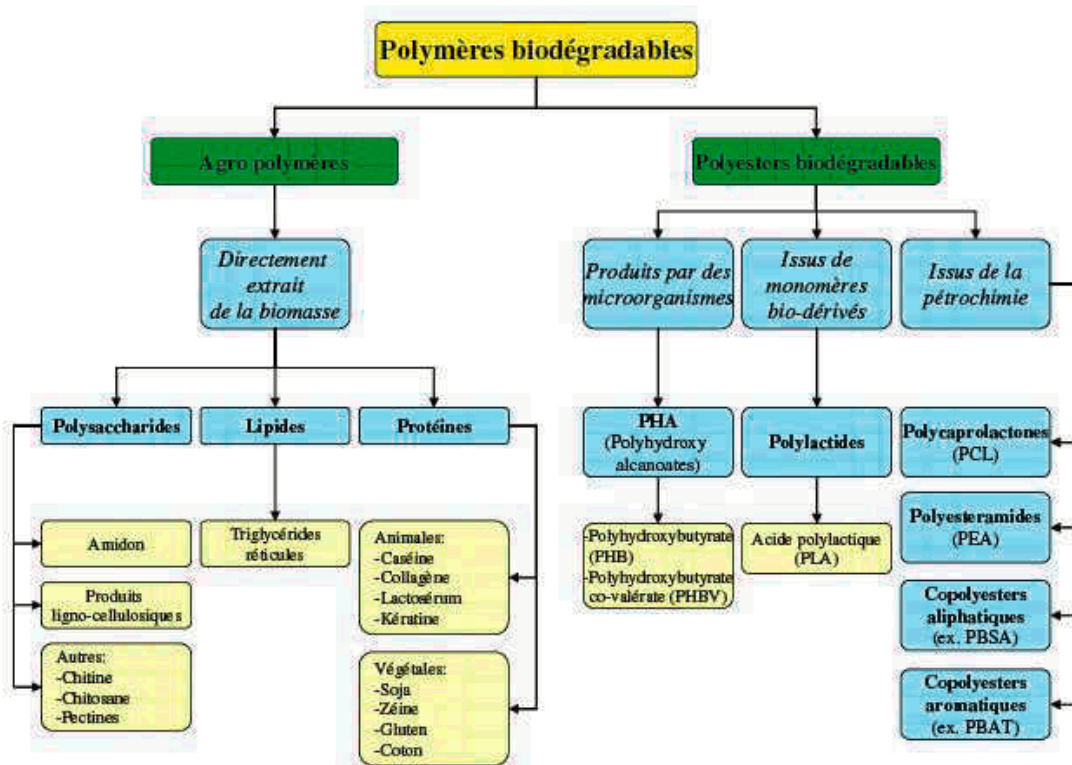 Polymères biodégradables
Agro polymères
Polyesters biodégradables
Directement
extrait
de la biomasse
Produits par des
microorganismes
Issus de
monomères
bio-dérivés
Issus de la
pétrochimie
Polysaccharides
Lipides
Protéines
PHA
(Polyhydroxy
alcanoates)
Polylactides
Polycaprolactones
(PCL)
Amidon
Produits
ligno-cellulosiques
Autres:
-Chitine
-Chitosane
-Pectines
Triglycérides
réticules
Animales:
-Caséine
-Collagène
-Lactosérum
-Kératine
Végétales:
-Soja
-Zéine
-Gluten
-Coton
-Polyhydroxybutyrate
(PHB)
-Polyhydroxybutyrate
co-valérate (PHBV)
Acide polylactique
(PLA)
Polyesteramides
(PEA)
Copolyesters
aliphatiques
(ex. PBSA)
Copolyesters
aromatiques
(ex. PBAT)